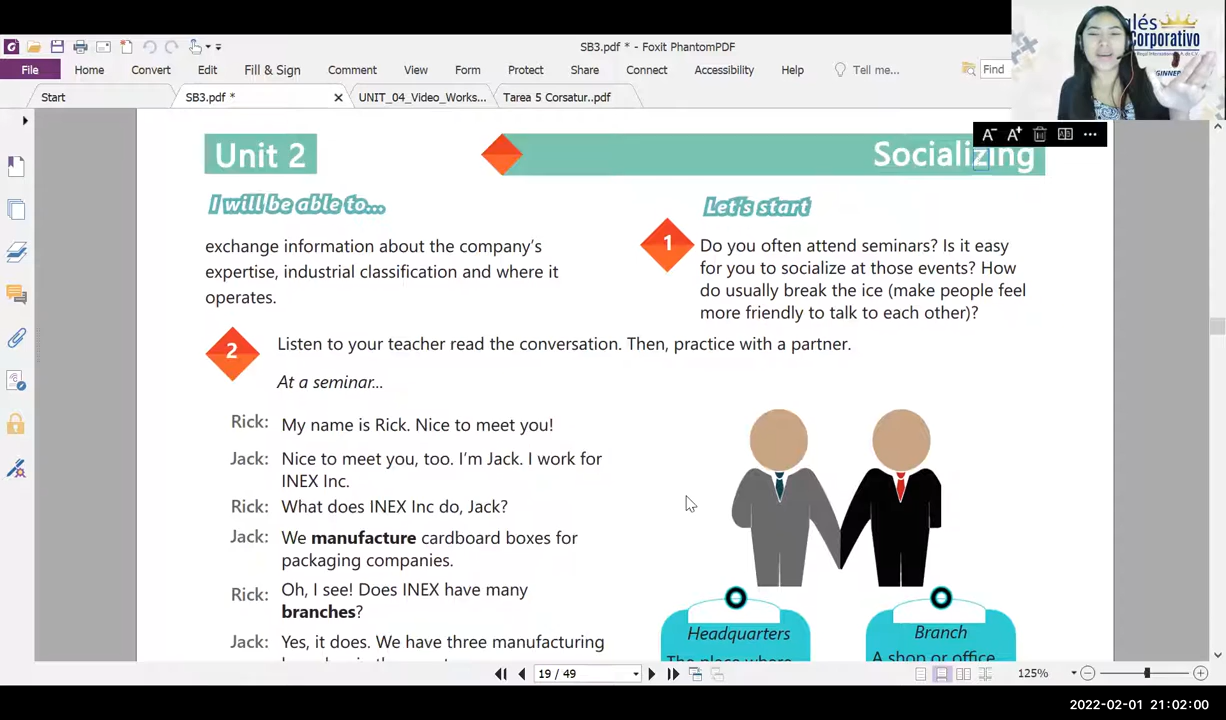 SB3.pdf * - Foxit PhantomPDF
File Home Convert Edit Fill & Sign Comment View Form Protect Share Connect Accessibility Help Tell me... Find
Start SB3.pdf * UNIT_04_Video_Works... Tarea 5 Corsatur..pdf
Corporativo
A- A+
Unit 2
Socializing
I will be able to...
exchange information about the company's
expertise, industrial classification and where it
operates.
Let's start
1
Do you often attend seminars? Is it easy
for you to socialize at those events? How
do usually break the ice (make people feel
more friendly to talk to each other)?
2
Listen to your teacher read the conversation. Then, practice with a partner.
At a seminar...
Rick: My name is Rick. Nice to meet you!
Jack: Nice to meet you, too. I'm Jack. I work for
INEX Inc.
Rick: What does INEX Inc do, Jack?
Jack: We manufacture cardboard boxes for
packaging companies.
Rick: Oh, I see! Does INEX have many
branches?
Jack: Yes, it does. We have three manufacturing
Headquarters
The place where
Branch
A shop or office
19 / 49
125%
2022-02-01 21:02:00